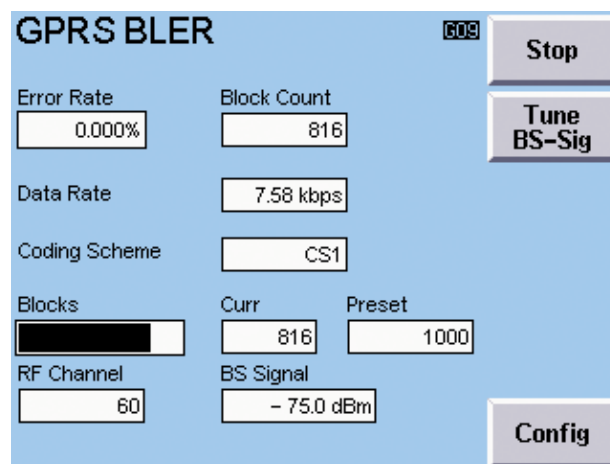 GPRS BLER G09 Stop
Error Rate Block Count
0.000% 816
Tune
BS-Sig
Data Rate 7.58 kbps
Coding Scheme CS1
Blocks Curr Preset
816 1000
RF Channel BS Signal
60 - 75.0 dBm
Config